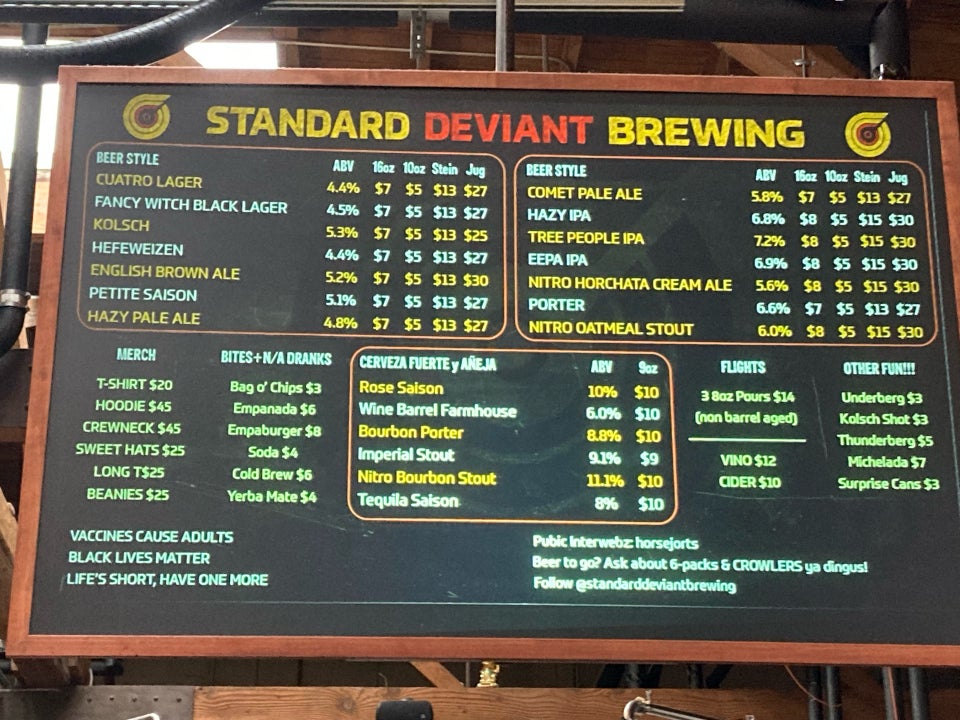 STANDARD DEVIANT BREWING
BEER STYLE ABV 16oz 10oz Stein Jug
CUATRO LAGER 4.4% $7 $5 $13 $27
FANCY WITCH BLACK LAGER 4.5% $7 $5 $13 $27
KOLSCH 5.3% $7 $5 $13 $25
HEFEWEIZEN 4.4% $7 $5 $13 $27
ENGLISH BROWN ALE 5.2% $7 $5 $13 $30
PETITE SAISON 5.1% $7 $5 $13 $27
HAZY PALE ALE 4.8% $7 $5 $13 $27
BEER STYLE ABV 16oz 10oz Stein Jug
COMET PALE ALE 5.8% $7 $5 $13 $27
HAZY IPA 6.8% $8 $5 $15 $30
TREE PEOPLE IPA 7.2% $8 $5 $15 $30
EEPA IPA 6.9% $8 $5 $15 $30
NITRO HORCHATA CREAM ALE 5.6% $8 $5 $15 $30
PORTER 6.6% $7 $5 $13 $27
NITRO OATMEAL STOUT 6.0% $8 $5 $15 $30
MERCH
T-SHIRT $20
HOODIE $45
CREWNECK $45
SWEET HATS $25
LONG T$25
BEANIES $25
BITES+N/A DRANKS
Bag o' Chips $3
Empanada $6
Empaburger $8
Soda $4
Cold Brew $6
Yerba Mate $4
CERVEZA FUERTE y AÑEJA ABV 9oz
Rose Saison 10% $10
Wine Barrel Farmhouse 6.0% $10
Bourbon Porter 8.8% $10
Imperial Stout 9.1% $9
Nitro Bourbon Stout 11.1% $10
Tequila Saison 8% $10
FLIGHTS
3 8oz Pours $14
(non barrel aged)
VINO $12
CIDER $10
OTHER FUN!!!
Underberg $3
Kolsch Shot $3
Thunderberg $5
Michelada $7
Surprise Cans $3
VACCINES CAUSE ADULTS
BLACK LIVES MATTER
LIFE'S SHORT, HAVE ONE MORE
Pubic Interwebz: horsejorts
Beer to go? Ask about 6-packs & CROWLERS ya dingus!
Follow @standarddeviantbrewing